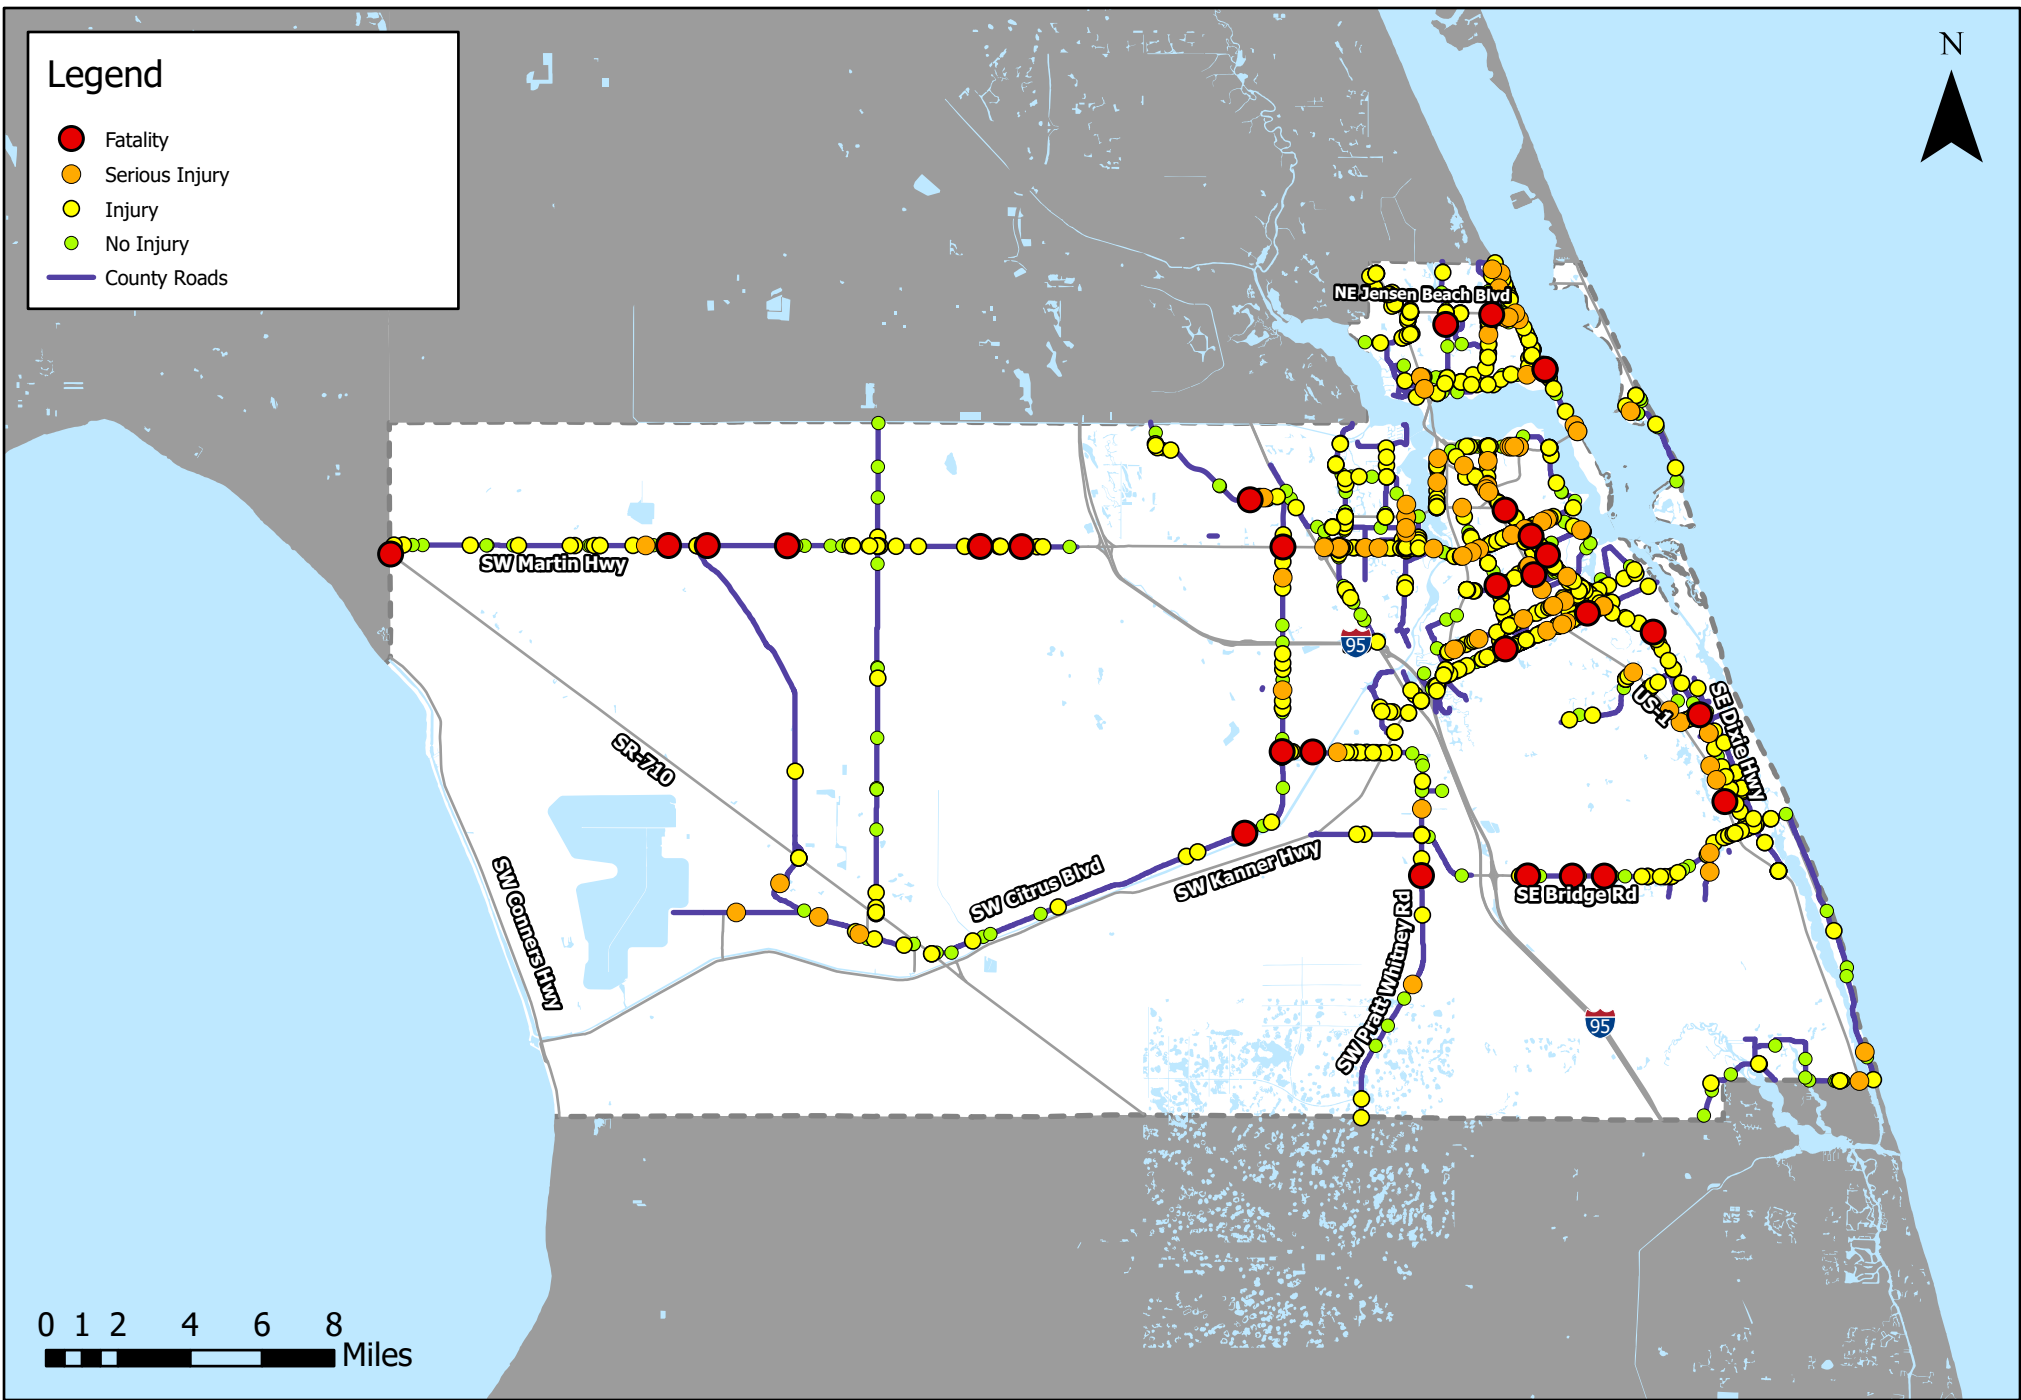 Legend
Fatality
Serious Injury
Injury
No Injury
County Roads
N
NE Jensen Beach Blvd
SW Martin Hwy
95
SR-710
US-1
SE Dixie Hwy
SW Conners Hwy
SW Citrus Blvd
SW Kanner Hwy
SE Bridge Rd
SW Pratt Whitney Rd
95
0 1 2 4 6 8
Miles